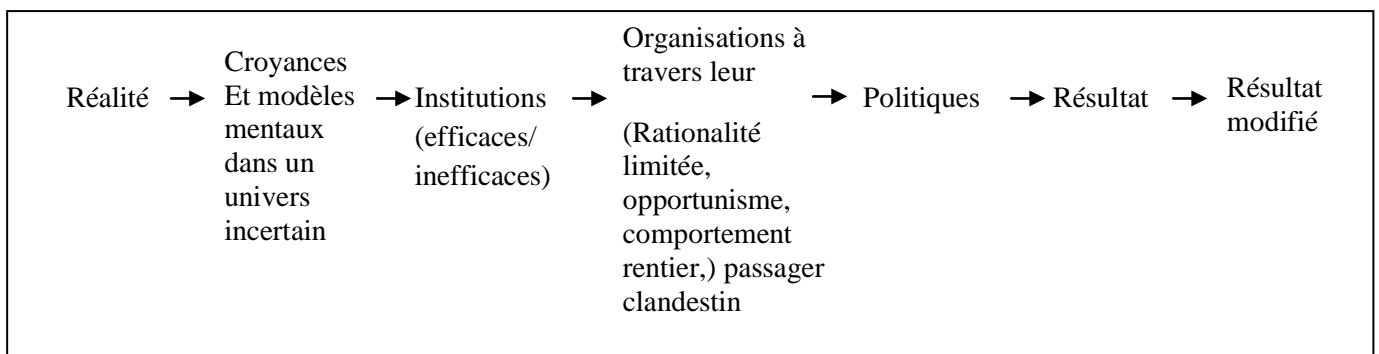 Réalité
Croyances
Et modèles
mentaux
dans un
univers
incertain
Institutions
(efficaces/
inefficaces)
Organisations à
travers leur
(Rationalité
limitée,
opportunisme,
comportement
rentier,) passager
clandestin
Politiques
Résultat
Résultat
modifié